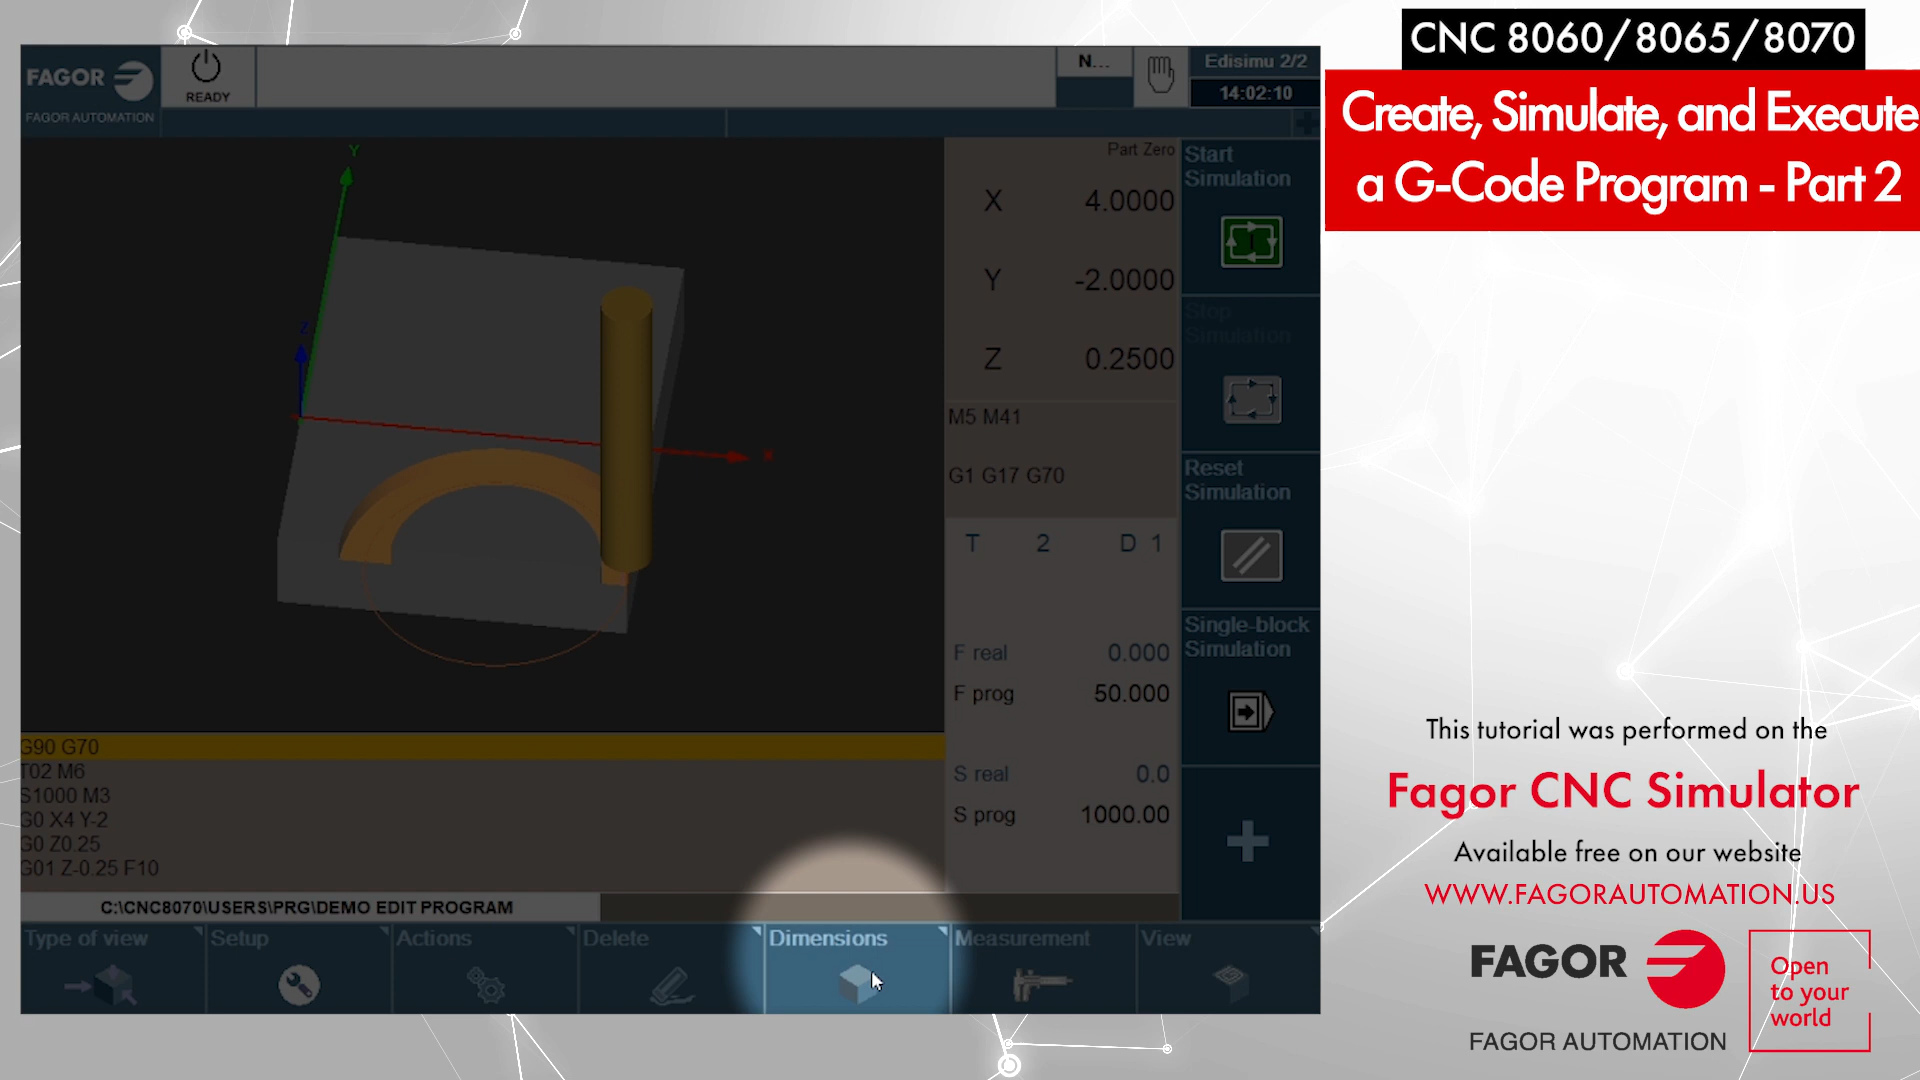 CNC 8060/8065/8070
Create, Simulate, and Execute
a G-Code Program - Part 2
FAGOR
FAGOR AUTOMATION
READY
N...
Edisimu 2/2
14:02:10
Y
Z
X
Part Zero
X 4.0000
Y -2.0000
Z 0.2500
M5 M41
G1 G17 G70
T 2 D 1
F real 0.000
F prog 50.000
S real 0.0
S prog 1000.00
Start
Simulation
Stop
Simulation
Reset
Simulation
Single-block
Simulation
G90 G70
T02 M6
S1000 M3
G0 X4 Y-2
G0 Z0.25
G01 Z-0.25 F10
C:\CNC8070\USERS\PRG\DEMO EDIT PROGRAM
Type of view
Setup
Actions
Delete
Dimensions
Measurement
View
This tutorial was performed on the
Fagor CNC Simulator
Available free on our website
WWW.FAGORAUTOMATION.US
FAGOR
FAGOR AUTOMATION
Open
to your
world